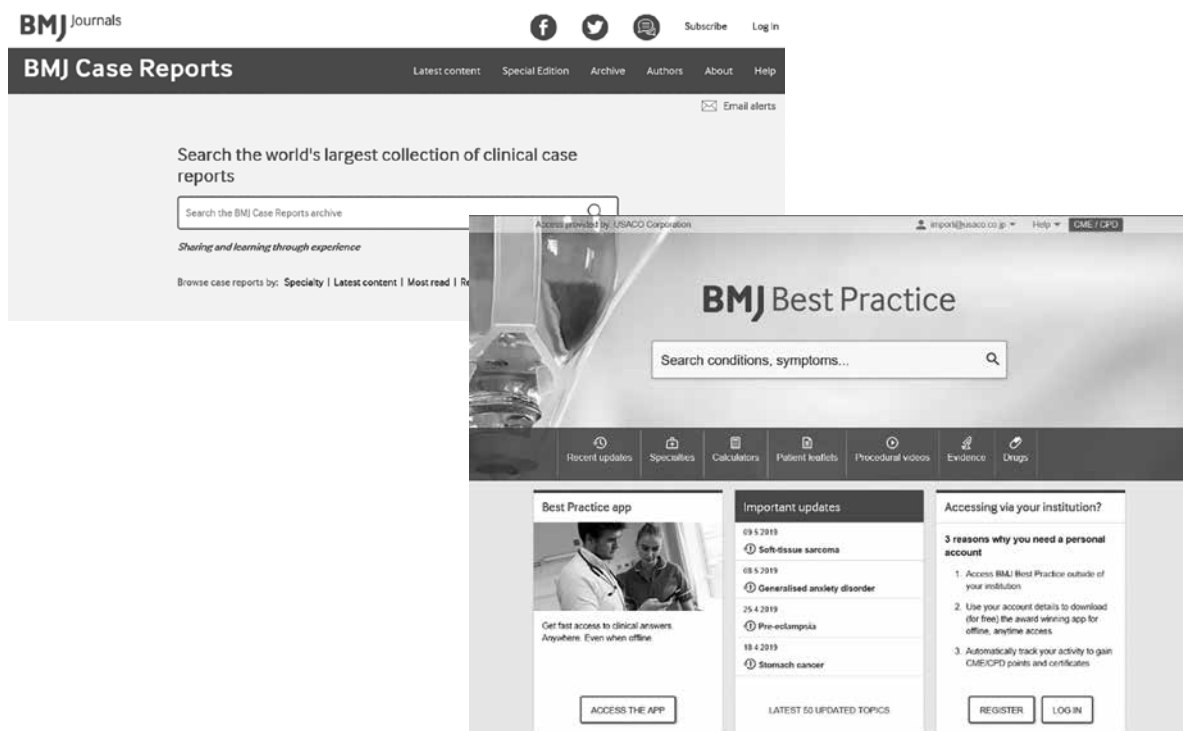 BMJ Journals
f
Subscribe
Log in
BMJ Case Reports
Latest content
Special Edition
Archive
Authors
About
Help
Email alerts
Search the world's largest collection of clinical case
reports
Search the BMJ Case Reports archive
Sharing and learning through experience
Browse case reports by: Specialty | Latest content | Most read | Re
Access provided by: USACO Corporation
import@usaco.co.jp
Help
CME / CPD
BMJ Best Practice
Search conditions, symptoms...
Recent updates
Specialties
Calculators
Patient leaflets
Procedural videos
Evidence
Drugs
Best Practice app
Get fast access to clinical answers.
Anywhere. Even when offline.
ACCESS THE APP
Important updates
09.5.2019
Soft-tissue sarcoma
08.5.2019
Generalised anxiety disorder
25.4.2019
Pre-eclampsia
18.4.2019
Stomach cancer
LATEST 50 UPDATED TOPICS
Accessing via your institution?
3 reasons why you need a personal
account
1. Access BMJ Best Practice outside of
your institution
2. Use your account details to download
(for free) the award winning app for
offline, anytime access
3. Automatically track your activity to gain
CME/CPD points and certificates
REGISTER
LOG IN